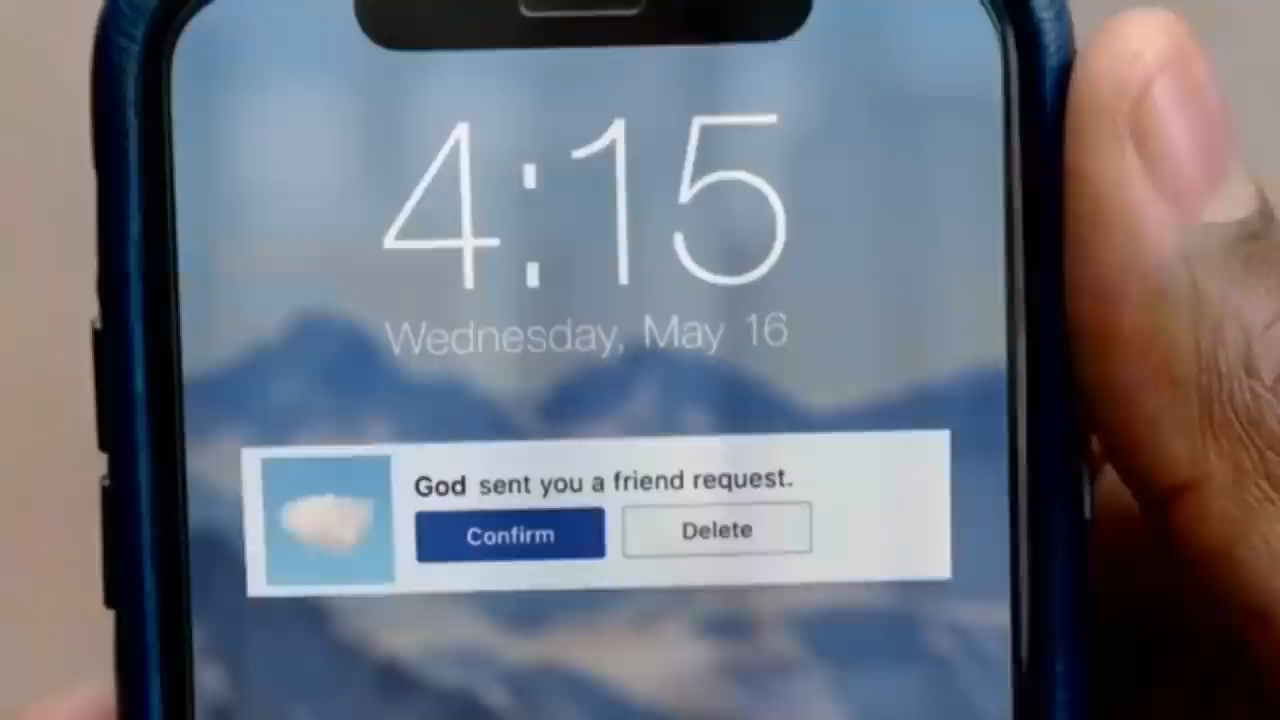 4:15
Wednesday, May 16
God sent you a friend request.
Confirm
Delete